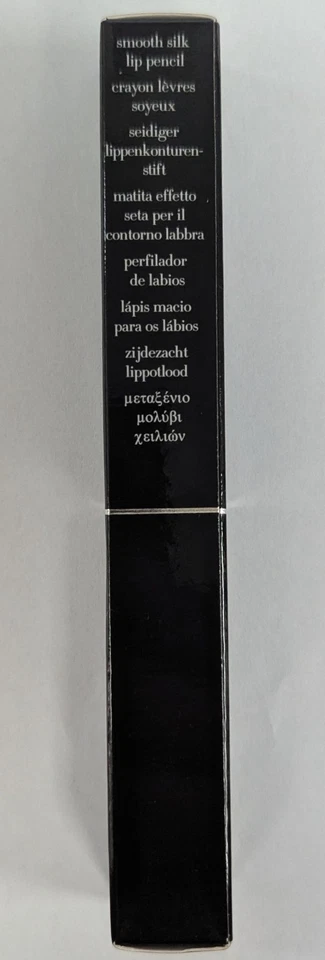 smooth silk
lip pencil
crayon lèvres
soyeux
seidiger
lippenkonturen-
stift
matita effetto
seta per il
contorno labbra
perfilador
de labios
lápis macio
para os lábios
zijdezacht
lippotlood
μεταξένιο
μολύβι
χειλιών